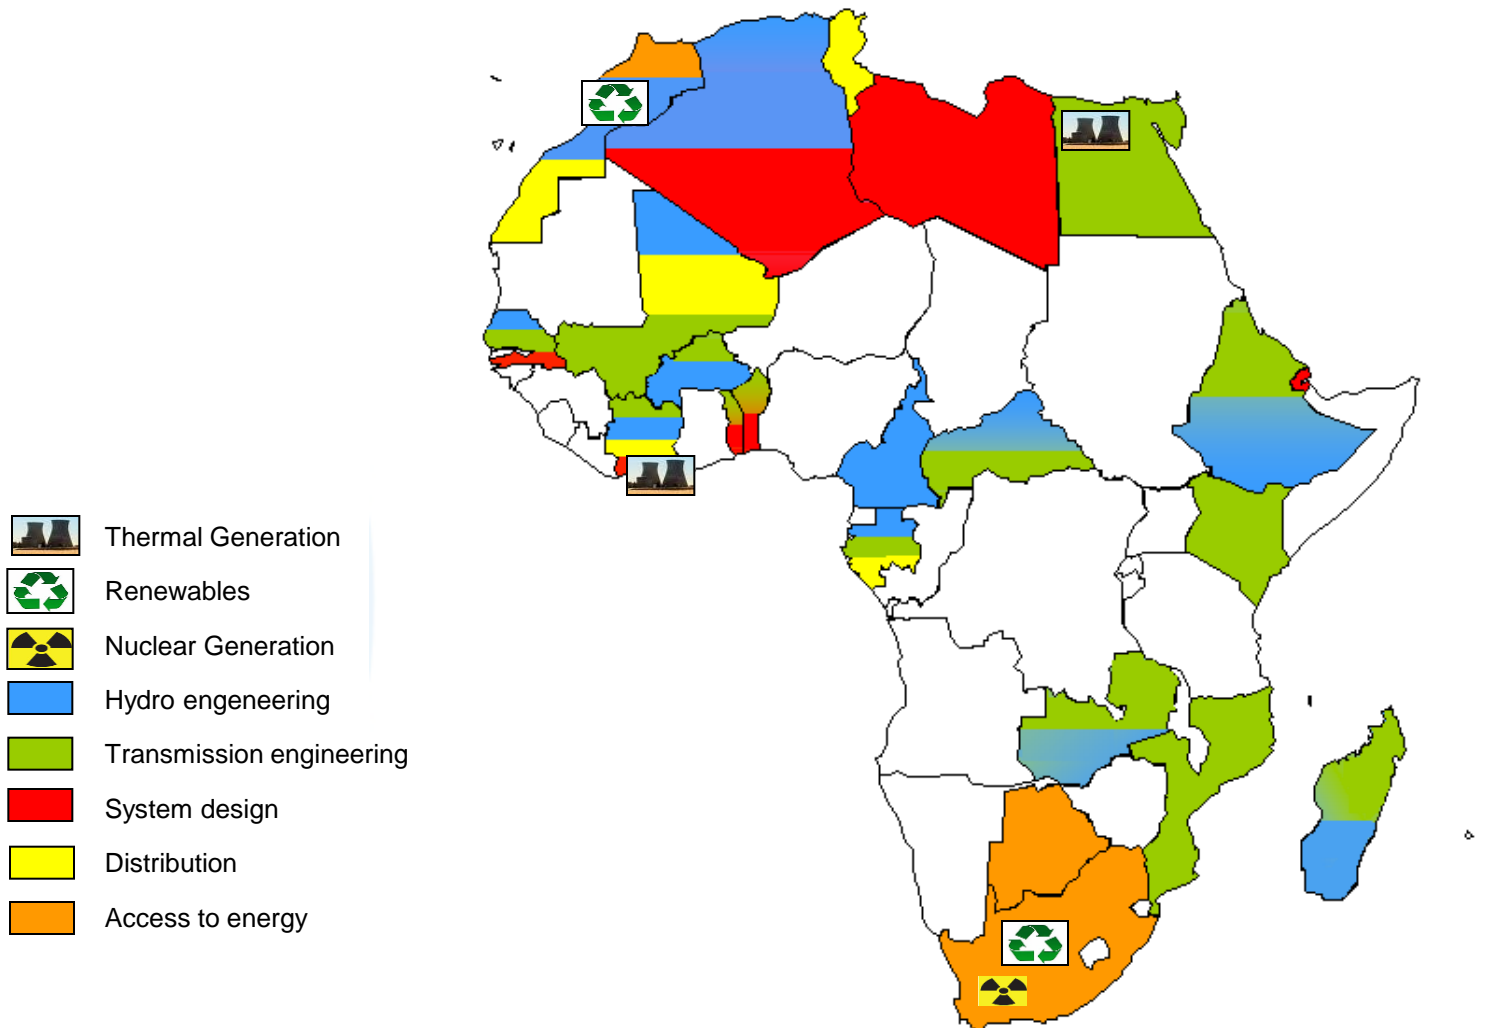 Thermal Generation
Renewables
Nuclear Generation
Hydro engeneering
Transmission engineering
System design
Distribution
Access to energy